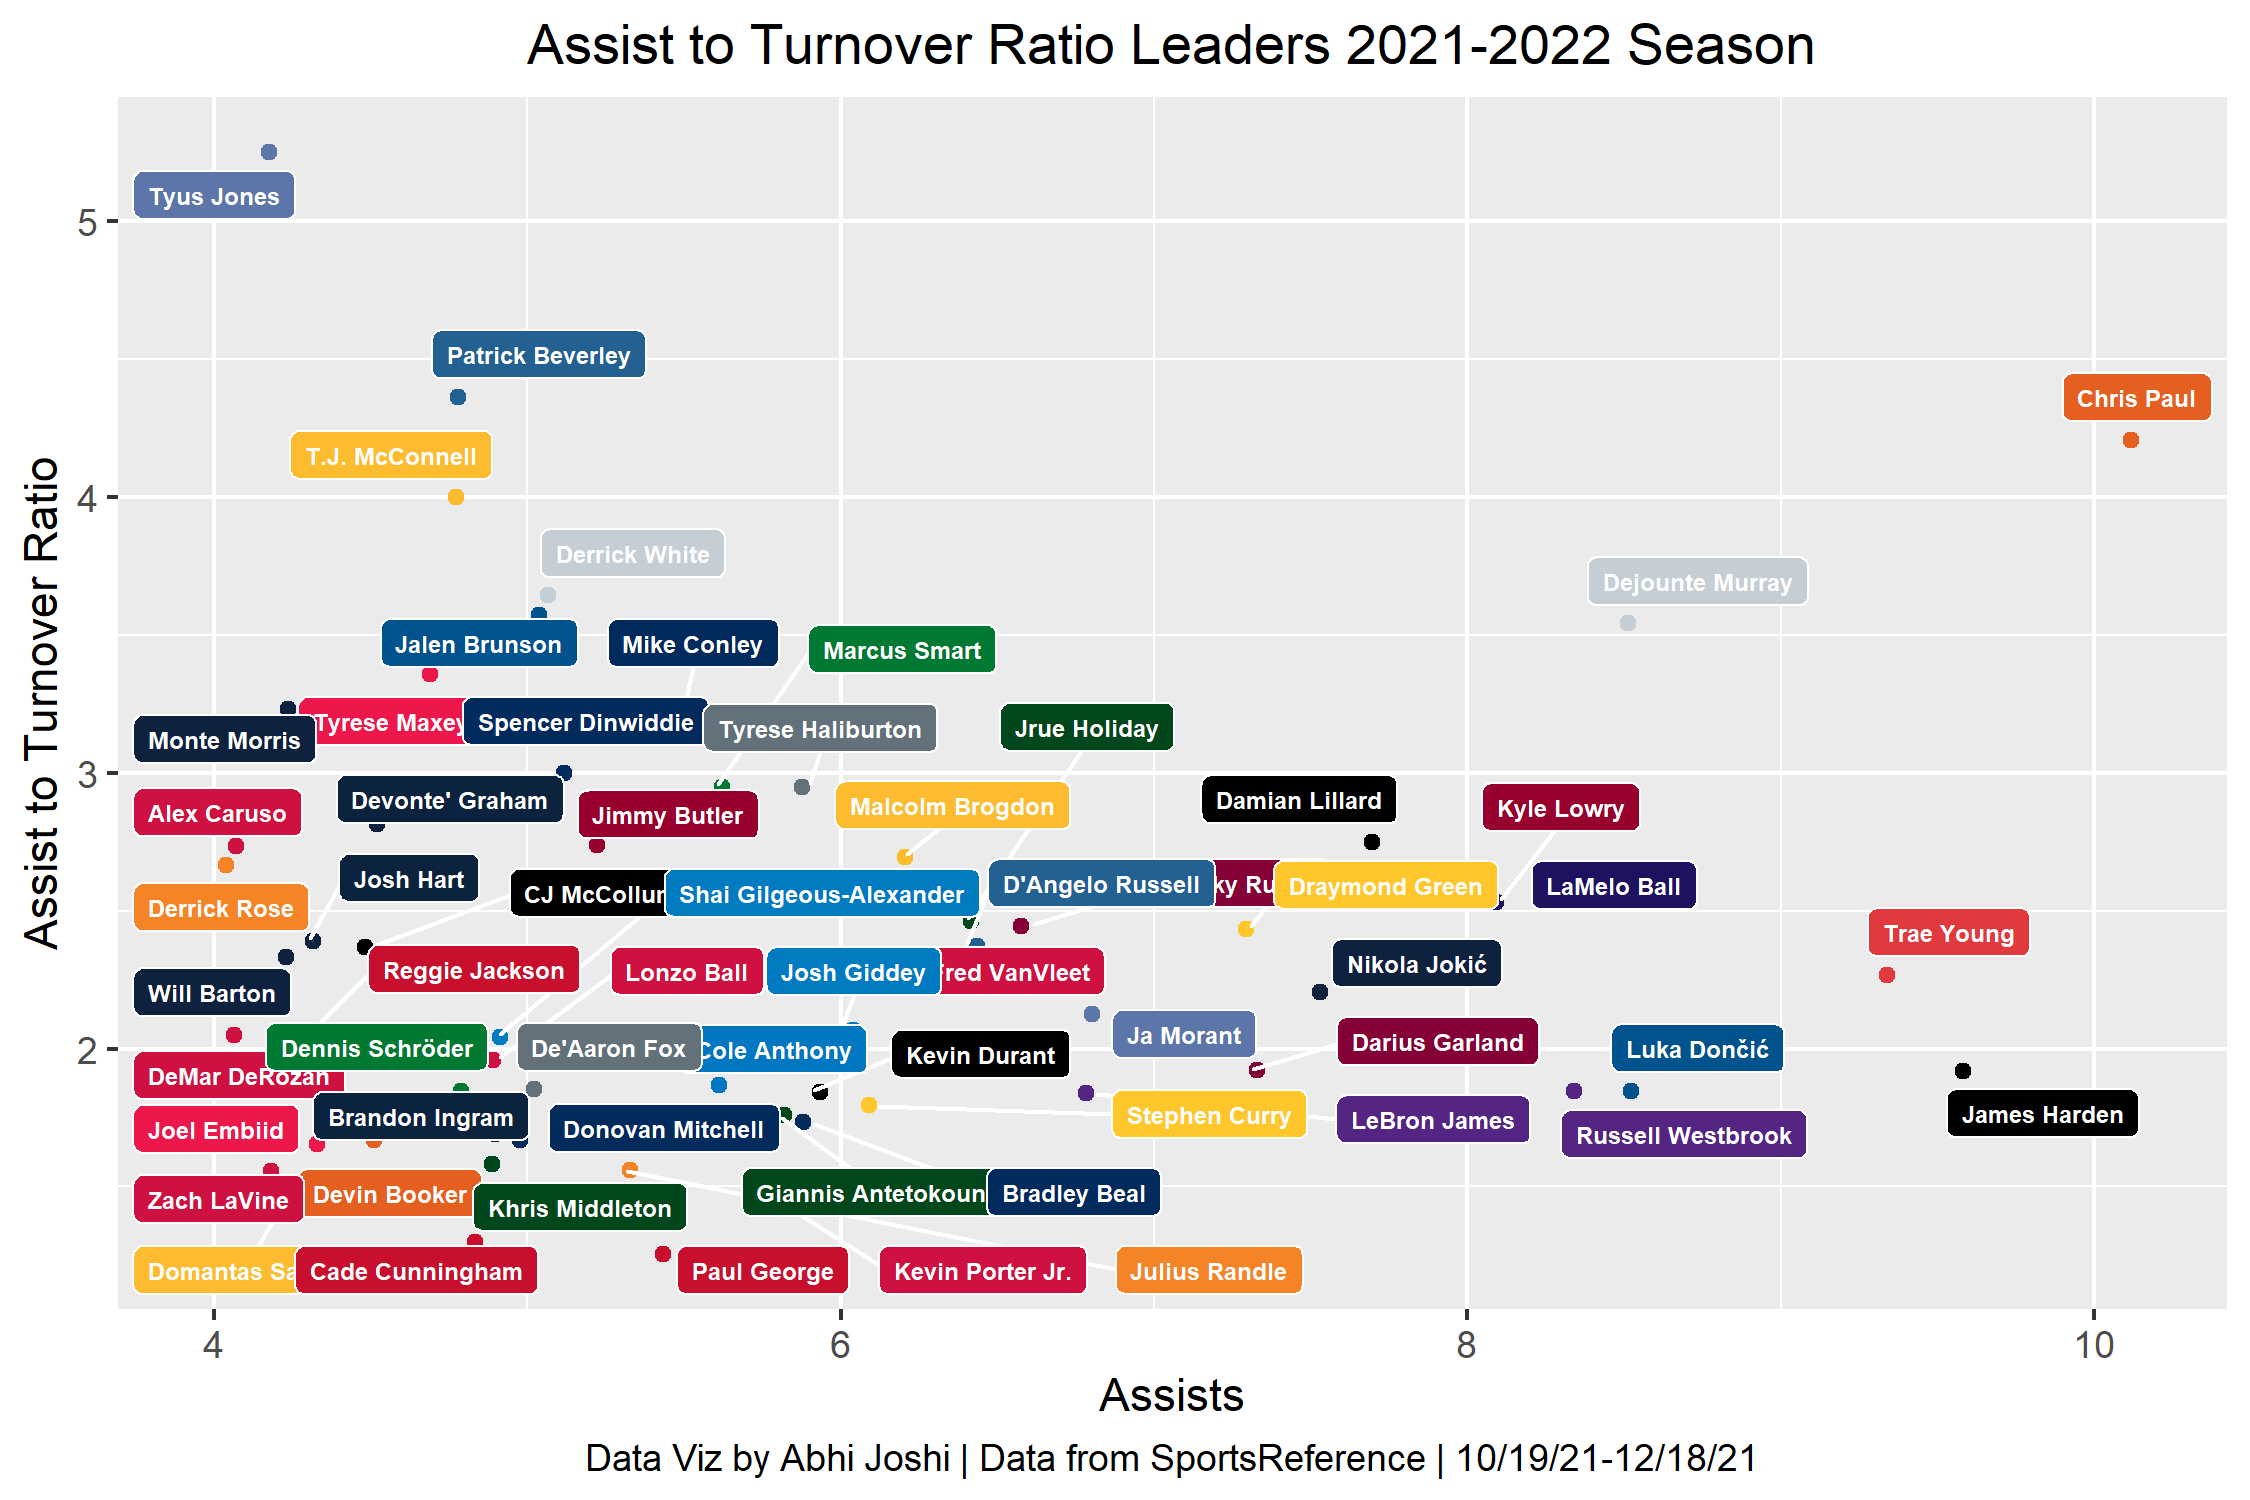 Assist to Turnover Ratio Leaders 2021-2022 Season
Assist to Turnover Ratio
5
4
3
2
Tyus Jones
Patrick Beverley
Chris Paul
T.J. McConnell
Derrick White
Dejounte Murray
Jalen Brunson
Mike Conley
Marcus Smart
Tyrese Maxey
Spencer Dinwiddie
Tyrese Haliburton
Jrue Holiday
Monte Morris
Devonte' Graham
Damian Lillard
Malcolm Brogdon
Kyle Lowry
Alex Caruso
Jimmy Butler
Josh Hart
D'Angelo Russell
ky Ru
Draymond Green
LaMelo Ball
CJ McCollur
Shai Gilgeous-Alexander
Derrick Rose
Trae Young
Nikola Jokić
Reggie Jackson
Lonzo Ball
Josh Giddey
Fred VanVleet
Will Barton
Ja Morant
Darius Garland
Dennis Schröder
De'Aaron Fox
Cole Anthony
Kevin Durant
Luka Dončić
DeMar DeRozan
James Harden
Brandon Ingram
Stephen Curry
LeBron James
Joel Embiid
Donovan Mitchell
Russell Westbrook
Zach LaVine
Devin Booker
Khris Middleton
Giannis Antetokoun
Bradley Beal
Domantas Sa
Cade Cunningham
Paul George
Kevin Porter Jr.
Julius Randle
4
6
8
10
Assists
Data Viz by Abhi Joshi | Data from SportsReference | 10/19/21-12/18/21